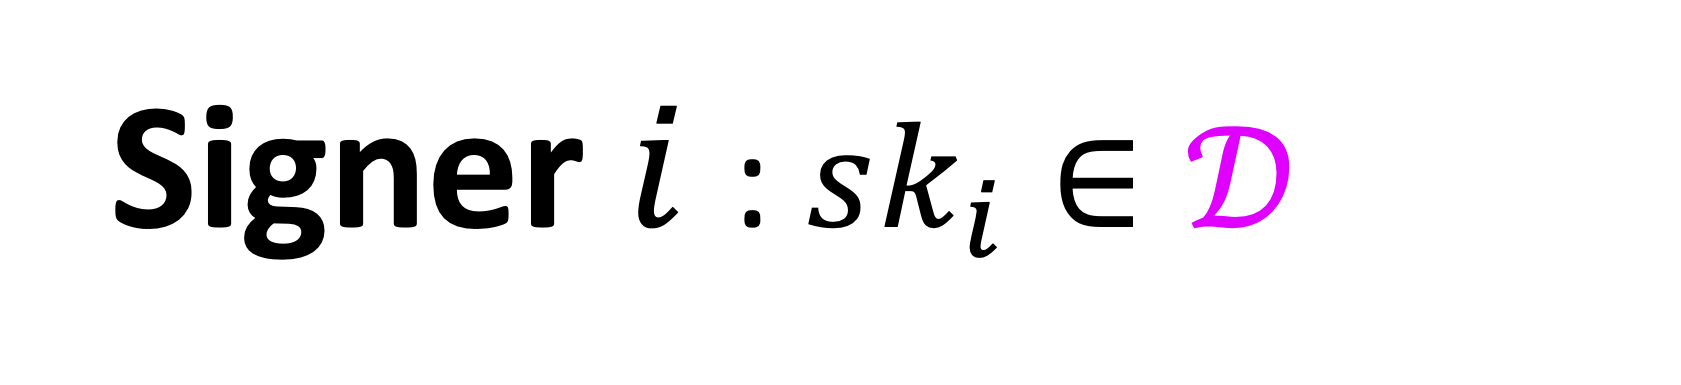 Signer 𝑖 : 𝑠𝑘ᵢ ∈ 𝒟